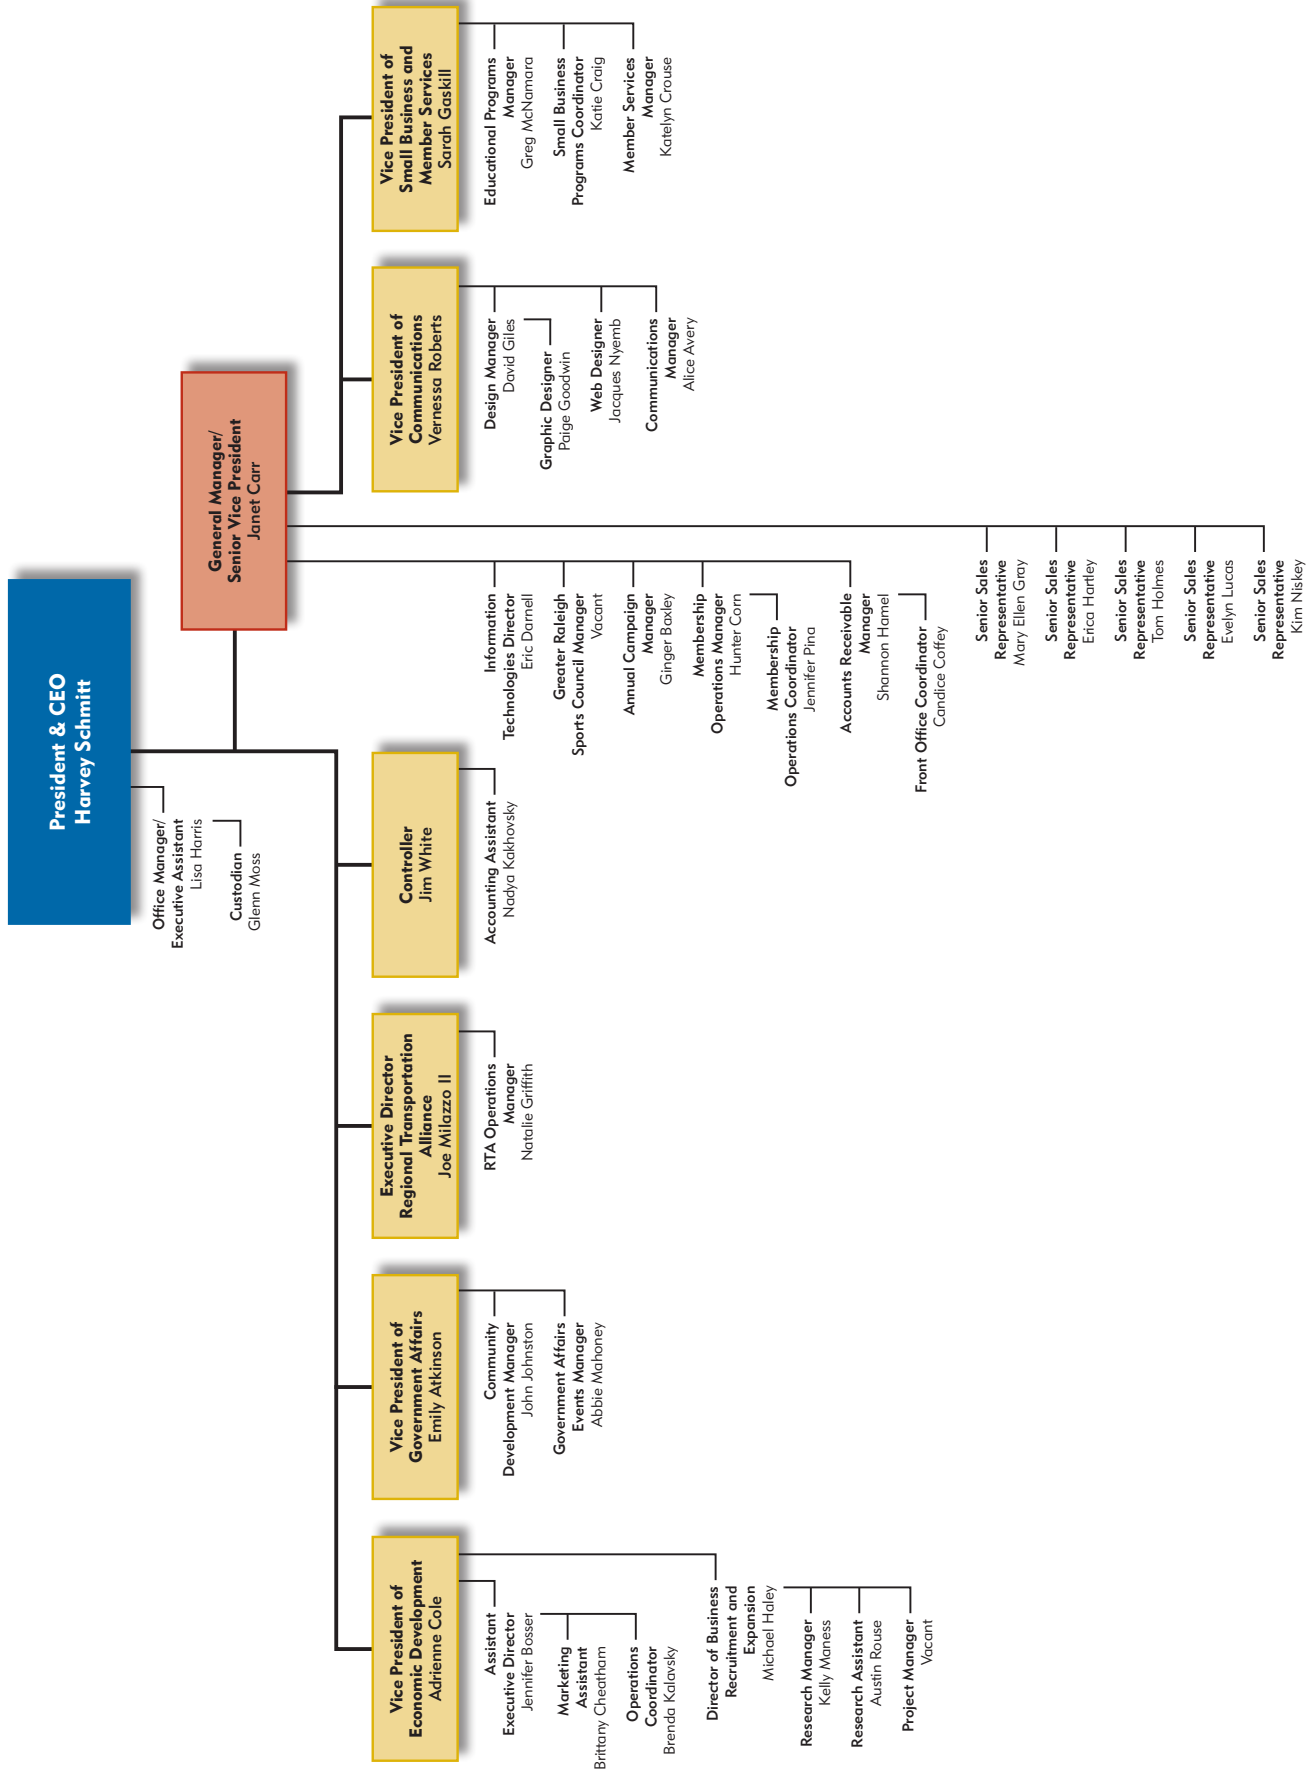 President & CEO
Harvey Schmitt
Office Manager/
Executive Assistant
Lisa Harris
Custodian
Glenn Moss
General Manager/
Senior Vice President
Janet Carr
Vice President of
Economic Development
Adrienne Cole
Assistant
Executive Director
Jennifer Bosser
Marketing
Assistant
Brittany Cheatham
Operations
Coordinator
Brenda Kalavsky
Director of Business
Recruitment and
Expansion
Michael Haley
Research Manager
Kelly Maness
Research Assistant
Austin Rouse
Project Manager
Vacant
Vice President of
Government Affairs
Emily Atkinson
Community
Development Manager
John Johnston
Government Affairs
Events Manager
Abbie Mahoney
Executive Director
Regional Transportation
Alliance
Joe Milazzo II
RTA Operations
Manager
Natalie Griffith
Controller
Jim White
Accounting Assistant
Nadya Kakhovsky
Information
Technologies Director
Eric Darnell
Greater Raleigh
Sports Council Manager
Vacant
Annual Campaign
Manager
Ginger Baxley
Membership
Operations Manager
Hunter Corn
Membership
Operations Coordinator
Jennifer Pina
Accounts Receivable
Manager
Shannon Hamel
Front Office Coordinator
Candice Coffey
Senior Sales
Representative
Mary Ellen Gray
Senior Sales
Representative
Erica Hartley
Senior Sales
Representative
Tom Holmes
Senior Sales
Representative
Evelyn Lucas
Senior Sales
Representative
Kim Niskey
Vice President of
Communications
Vernessa Roberts
Design Manager
David Giles
Graphic Designer
Paige Goodwin
Web Designer
Jacques Nyemb
Communications
Manager
Alice Avery
Vice President of
Small Business and
Member Services
Sarah Gaskill
Educational Programs
Manager
Greg McNamara
Small Business
Programs Coordinator
Katie Craig
Member Services
Manager
Katelyn Crouse